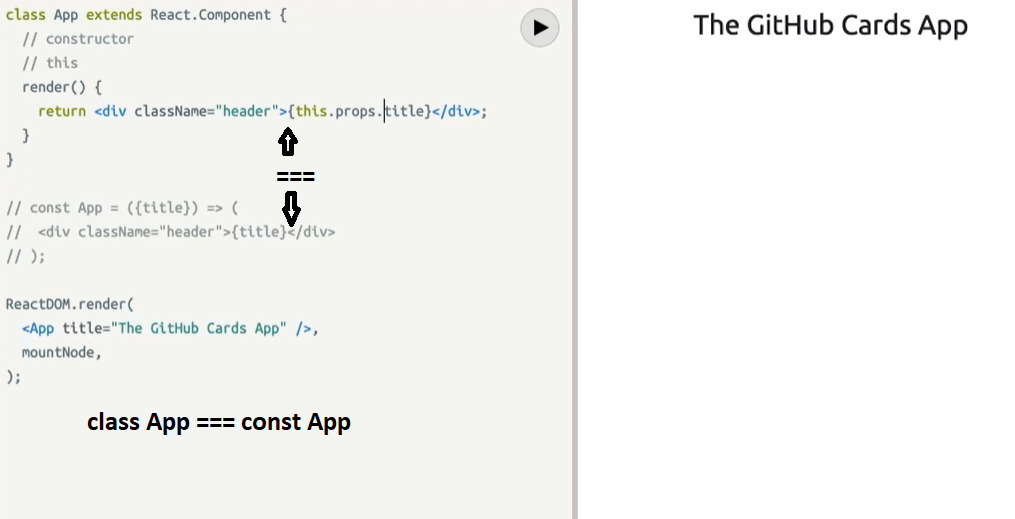 class App extends React.Component {
// constructor
// this
render() {
return <div className="header">{this.props.title}</div>;
}
}
===
// const App = ({title}) => (
//  <div className="header">{title}</div>
// );
ReactDOM.render(
<App title="The GitHub Cards App" />,
mountNode,
);
class App === const App
The GitHub Cards App